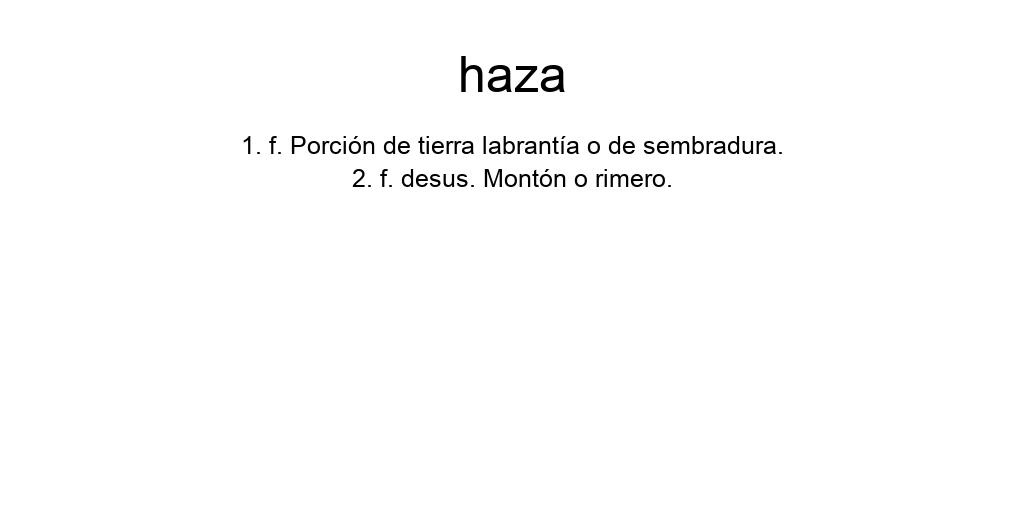 haza
1. f. Porción de tierra labrantía o de sembradura.
2. f. desus. Montón o rimero.